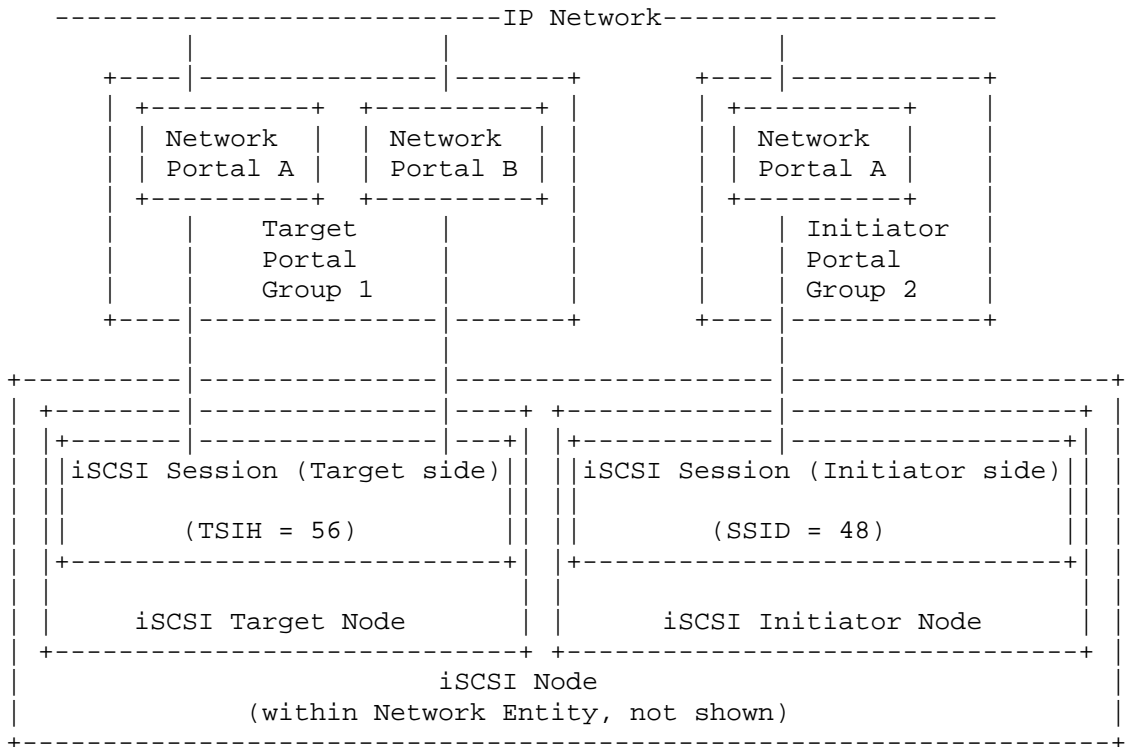 IP Network
Network Network Network
Portal A Portal B Portal A
Target Initiator
Portal Portal
Group 1 Group 2
iSCSI Session (Target side) iSCSI Session (Initiator side)
(TSIH = 56) (SSID = 48)
iSCSI Target Node iSCSI Initiator Node
iSCSI Node
(within Network Entity, not shown)